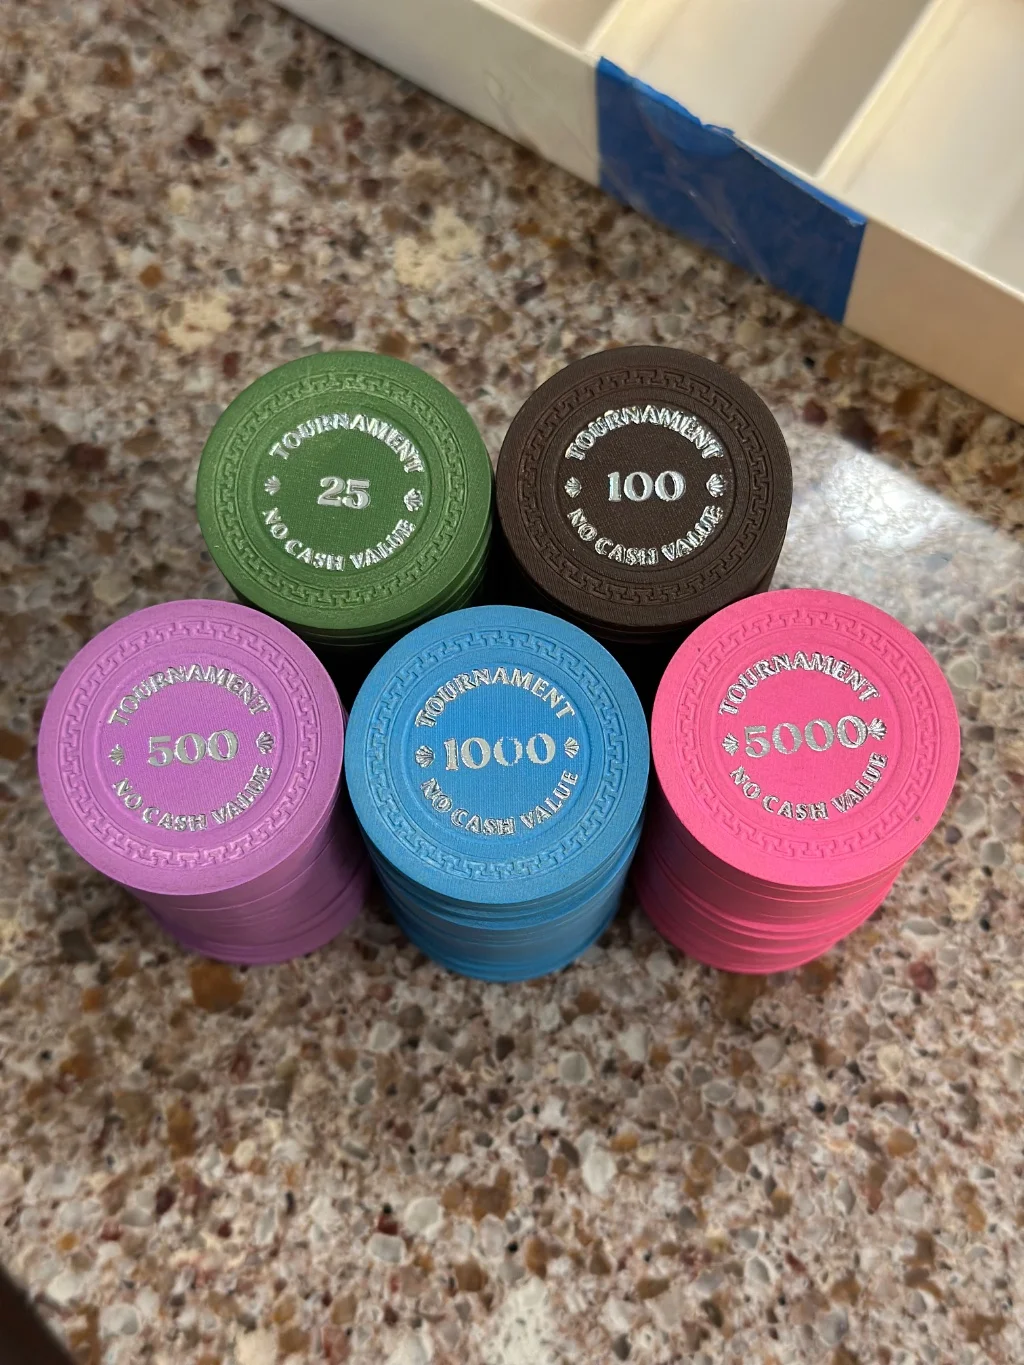 TOURNAMENT
25
NO CASH VALUE
TOURNAMENT
100
NO CASH VALUE
TOURNAMENT
500
NO CASH VALUE
TOURNAMENT
1000
NO CASH VALUE
TOURNAMENT
5000
NO CASH VALUE